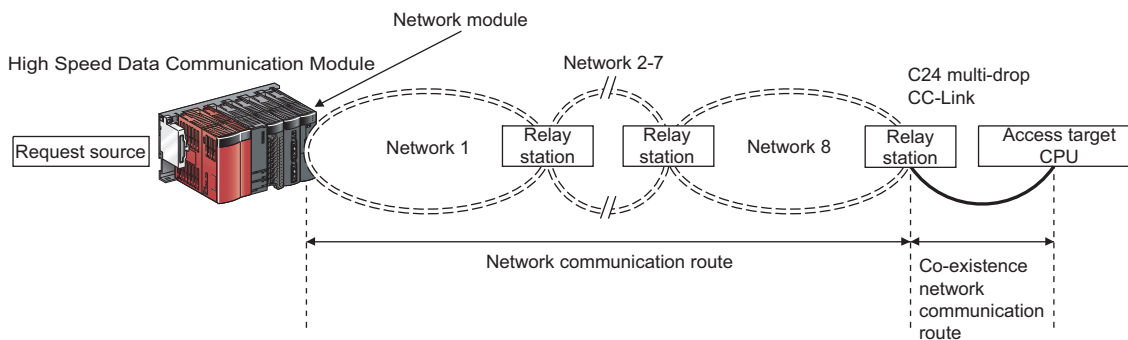 Network module
High Speed Data Communication Module
Network 2-7
C24 multi-drop
CC-Link
Request source
Network 1
Relay
station
Relay
station
Network 8
Relay
station
Access target
CPU
Network communication route
Co-existence
network
communication
route